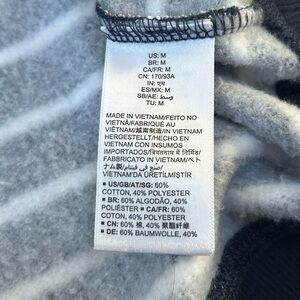 US: M
BR: M
CA/FR: M
CN: 170/93A
IN: एम
ES/MX: M
SB/AE: وسط
TU: M
MADE IN VIETNAM/FEITO NO
VIETNÃ/FABRIQUÉ AU
VIÊTNAM/越南制造/IN VIETNAM
HERGESTELLT/HECHO EN
VIETNAM CON INSUMOS
IMPORTADOS/वियतनाम में निर्मित/
FABBRICATO IN VIETNAM/ベト
ナム製/صنع في فيتنام/
VIETNAM'DA ÜRETİLMİŞTİR
■ US/GB/AT/SG: 60%
COTTON, 40% POLYESTER
■ BR: 60% ALGODÃO, 40%
POLIÉSTER ■ CA/FR: 60%
COTON, 40% POLYESTER
■ CN: 60% 棉, 40% 聚酯纤维
■ DE: 60% BAUMWOLLE, 40%